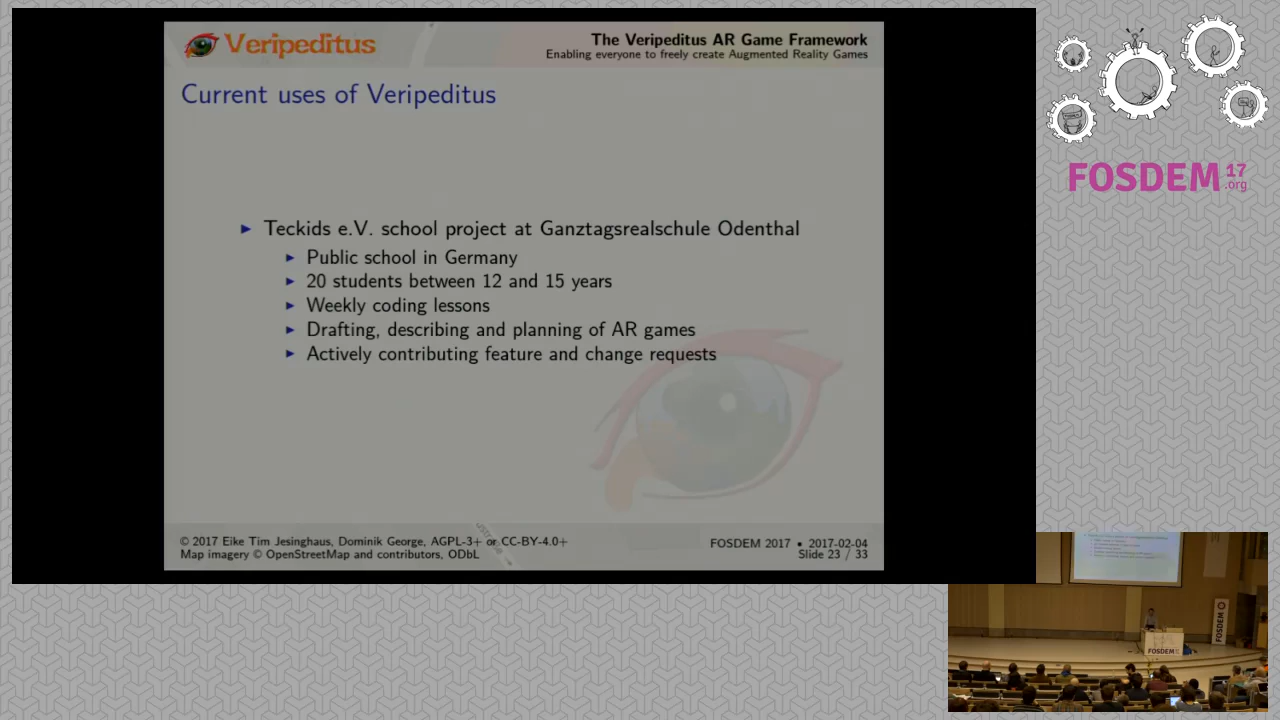 Veripeditus
The Veripeditus AR Game Framework
Enabling everyone to freely create Augmented Reality Games
Current uses of Veripeditus
Teckids e.V. school project at Ganztagsrealschule Odenthal
Public school in Germany
20 students between 12 and 15 years
Weekly coding lessons
Drafting, describing and planning of AR games
Actively contributing feature and change requests
© 2017 Eike Tim Jesinghaus, Dominik George, AGPL-3+ or CC-BY-4.0+
Map imagery © OpenStreetMap and contributors, ODbL
FOSDEM 2017 • 2017-02-04
Slide 23 / 33
FOSDEM 17
.org
FOSDEM
FOSDEM